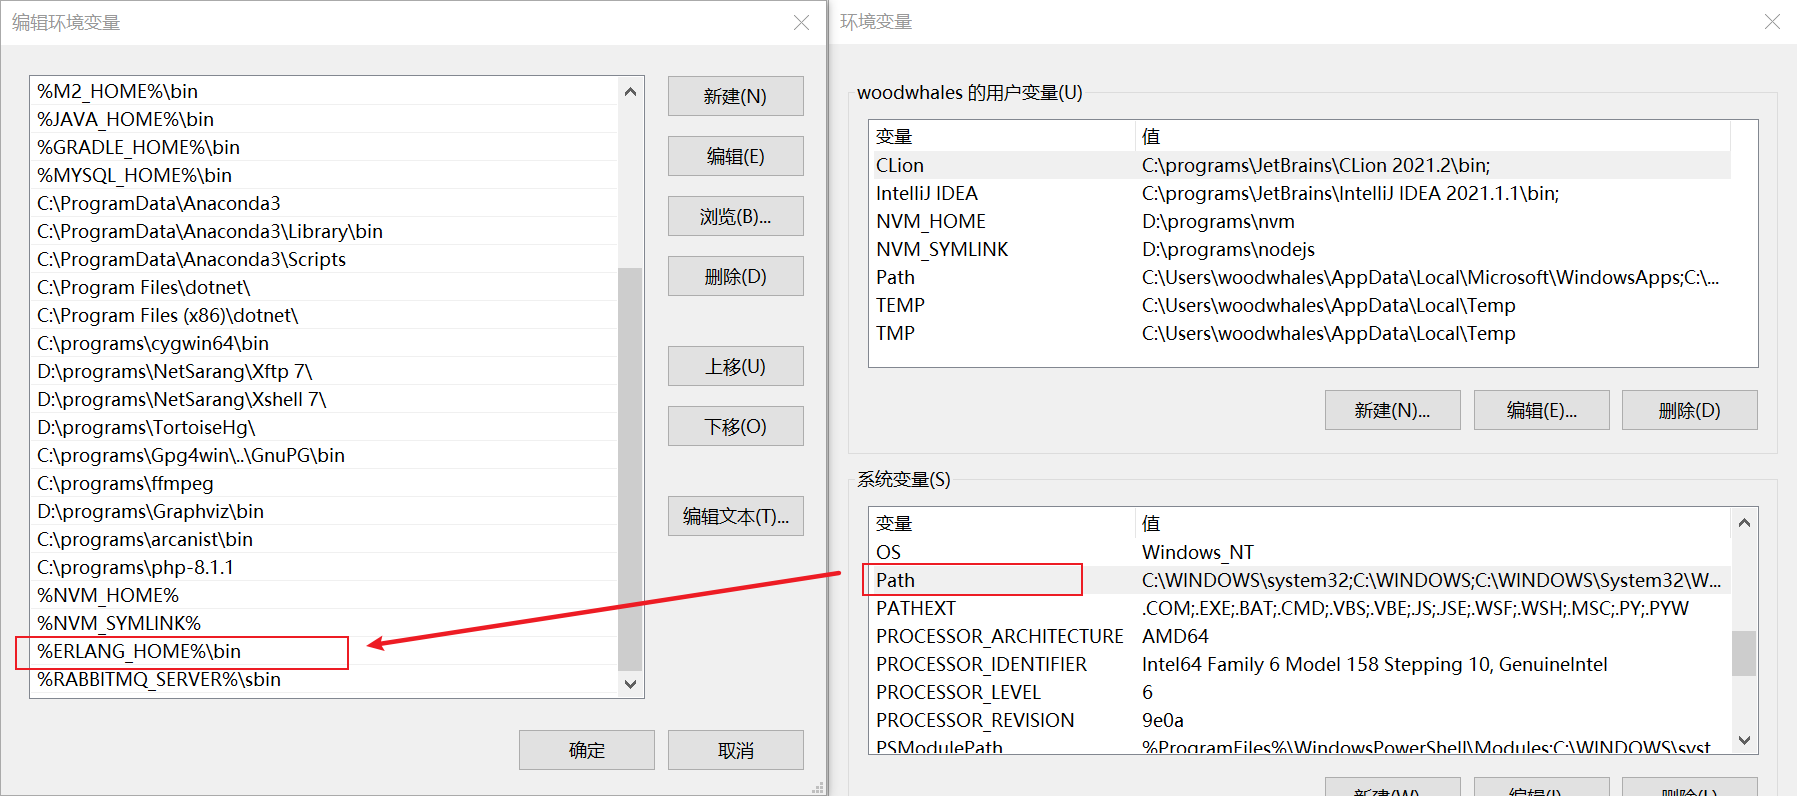 编辑环境变量
%M2_HOME%\bin
%JAVA_HOME%\bin
%GRADLE_HOME%\bin
%MYSQL_HOME%\bin
C:\ProgramData\Anaconda3
C:\ProgramData\Anaconda3\Library\bin
C:\ProgramData\Anaconda3\Scripts
C:\Program Files\dotnet\
C:\Program Files (x86)\dotnet\
C:\programs\cygwin64\bin
D:\programs\NetSarang\Xftp 7\
D:\programs\NetSarang\Xshell 7\
D:\programs\TortoiseHg\
C:\programs\Gpg4win\..\GnuPG\bin
C:\programs\ffmpeg
D:\programs\Graphviz\bin
C:\programs\arcanist\bin
C:\programs\php-8.1.1
%NVM_HOME%
%NVM_SYMLINK%
%ERLANG_HOME%\bin
%RABBITMQ_SERVER%\sbin
新建(N)
编辑(E)
浏览(B)...
删除(D)
上移(U)
下移(O)
编辑文本(T)...
确定 取消
环境变量
woodwhales 的用户变量(U)
变量 值
CLion C:\programs\JetBrains\CLion 2021.2\bin;
IntelliJ IDEA C:\programs\JetBrains\IntelliJ IDEA 2021.1.1\bin;
NVM_HOME D:\programs\nvm
NVM_SYMLINK D:\programs\nodejs
Path C:\Users\woodwhales\AppData\Local\Microsoft\WindowsApps;C:\...
TEMP C:\Users\woodwhales\AppData\Local\Temp
TMP C:\Users\woodwhales\AppData\Local\Temp
新建(N)... 编辑(E)... 删除(D)
系统变量(S)
变量 值
OS Windows_NT
Path C:\WINDOWS\system32;C:\WINDOWS;C:\WINDOWS\System32\W...
PATHEXT .COM;.EXE;.BAT;.CMD;.VBS;.VBE;.JS;.JSE;.WSF;.WSH;.MSC;.PY;.PYW
PROCESSOR_ARCHITECTURE AMD64
PROCESSOR_IDENTIFIER Intel64 Family 6 Model 158 Stepping 10, GenuineIntel
PROCESSOR_LEVEL 6
PROCESSOR_REVISION 9e0a
PSModulePath %ProgramFiles%\WindowsPowerShell\Modules;C:\WINDOWS\syst...
新建(W)... 编辑(I)... 删除(L)